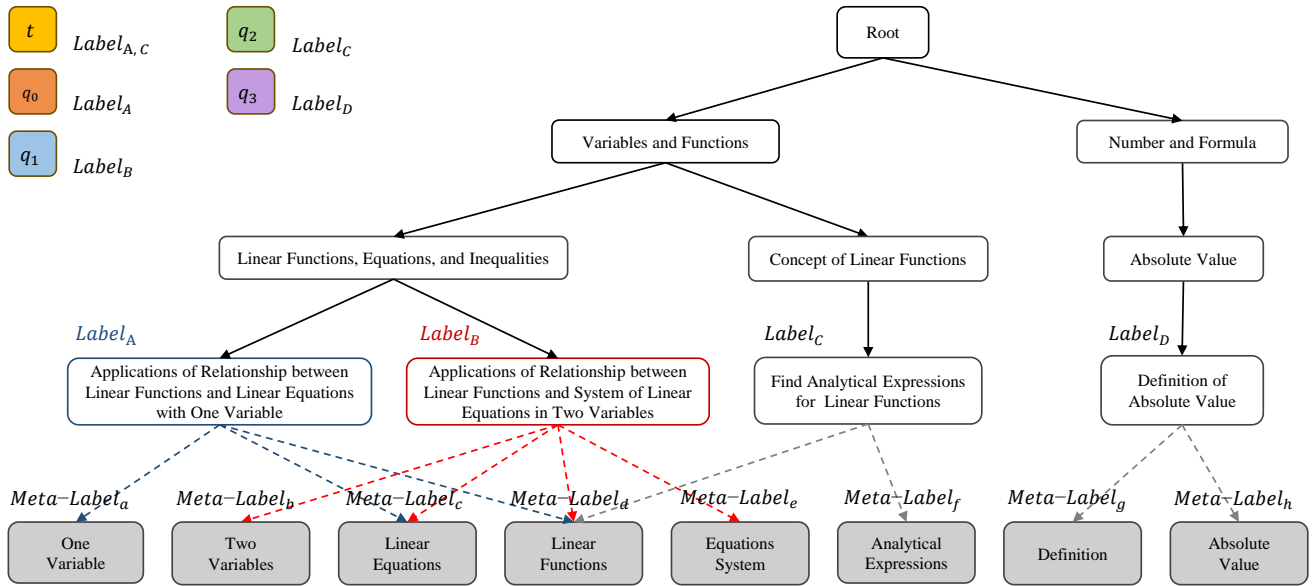 t Label_{A, C}
q_2 Label_C
q_0 Label_A
q_3 Label_D
q_1 Label_B
Root
Variables and Functions
Number and Formula
Linear Functions, Equations, and Inequalities
Concept of Linear Functions
Absolute Value
Label_A
Label_B
Label_C
Label_D
Applications of Relationship between
Linear Functions and Linear Equations
with One Variable
Applications of Relationship between
Linear Functions and System of Linear
Equations in Two Variables
Find Analytical Expressions
for Linear Functions
Definition of
Absolute Value
Meta−Label_a
Meta−Label_b
Meta−Label_c
Meta−Label_d
Meta−Label_e
Meta−Label_f
Meta−Label_g
Meta−Label_h
One
Variable
Two
Variables
Linear
Equations
Linear
Functions
Equations
System
Analytical
Expressions
Definition
Absolute
Value